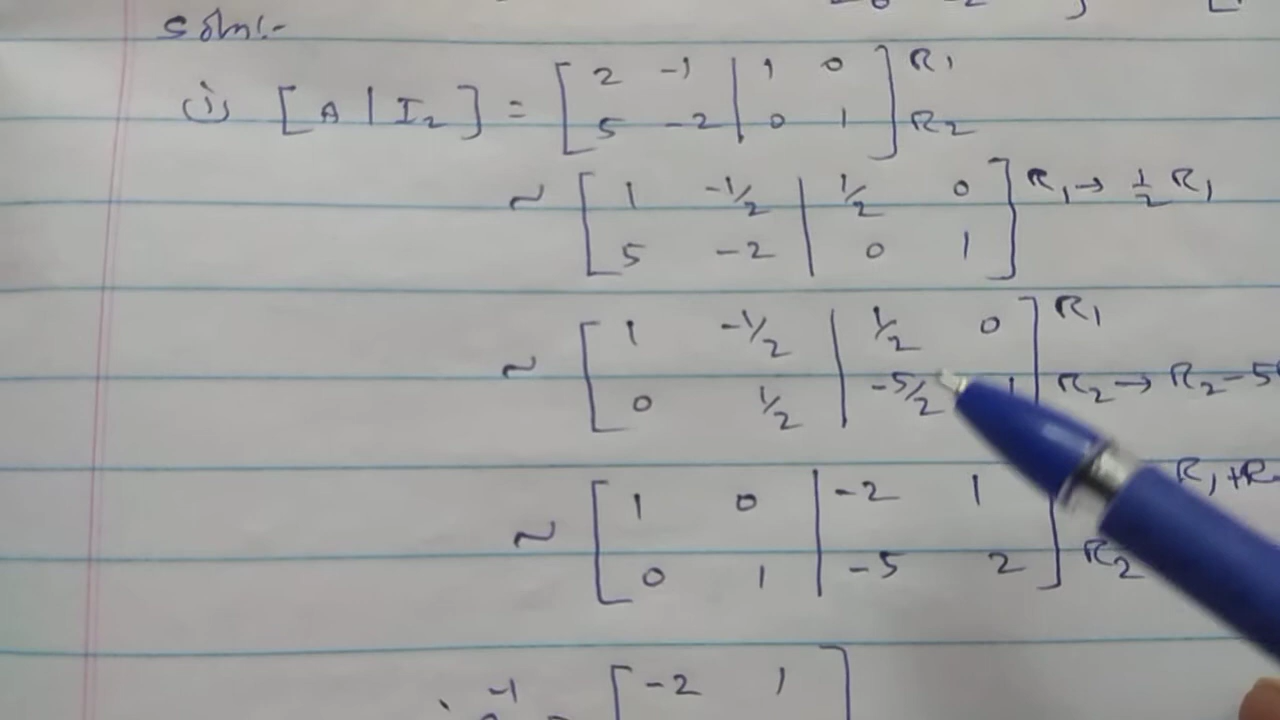 Soln:-
(i) [A | I2] = [ 2 -1 | 1 0 ] R1
[ 5 -2 | 0 1 ] R2
~ [ 1 -1/2 | 1/2 0 ] R1 → 1/2 R1
[ 5 -2 | 0 1 ]
~ [ 1 -1/2 | 1/2 0 ] R1
[ 0 1/2 | -5/2 1 ] R2 → R2 - 5
~ [ 1 0 | -2 1 ] R1 + R
[ 0 1 | -5 2 ] R2
-1 [ -2 1 ]